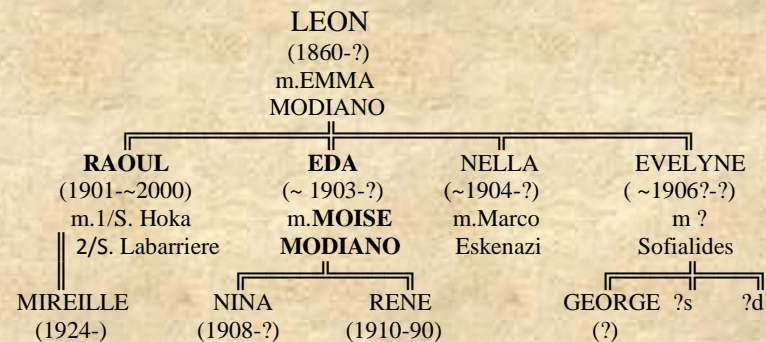 LEON
(1860-?)
m.EMMA
MODIANO
RAOUL EDA NELLA EVELYNE
(1901-~2000) (~ 1903-?) (~1904-?) ( ~1906?-?)
m.1/S. Hoka m.MOISE m.Marco m ?
2/S. Labarriere MODIANO Eskenazi Sofialides
MIREILLE NINA RENE GEORGE ?s ?d
(1924-) (1908-?) (1910-90) (?)